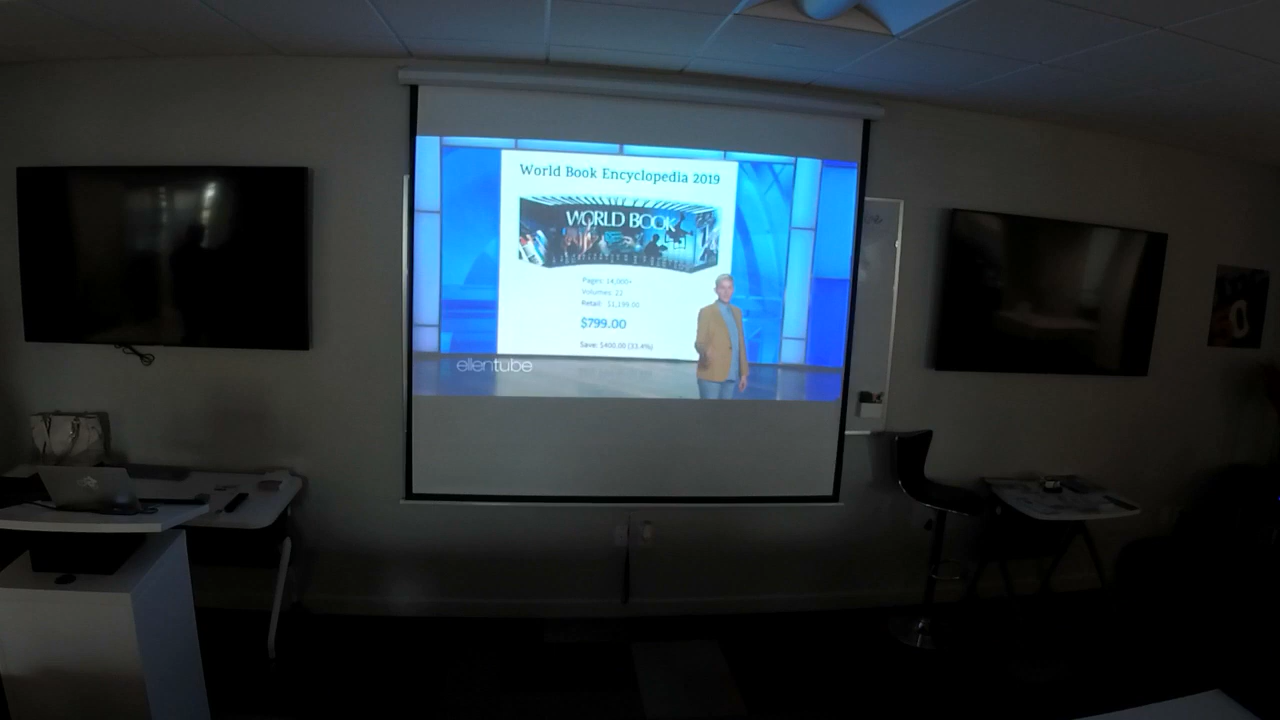 World Book Encyclopedia 2019
WORLD BOOK
Pages: 14,000+
Volumes: 22
Retail: $1,199.00
$799.00
Save: $400.00 (33.4%)
ellentube